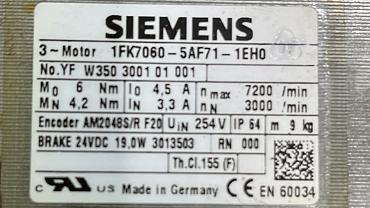 SIEMENS
3~Motor 1FK7060-5AF71-1EH0
No.YF W350 3001 01 001
M0 6 Nm I0 4,5 A n max 7200 /min
MN 4,2 Nm IN 3,3 A nN 3000 /min
Encoder AM2048S/R F20 UIN 254 V IP 64 m 9 kg
BRAKE 24VDC 19,0W 3013503 RN 000
Th.Cl.155 (F)
c RU us Made in Germany CE EN 60034